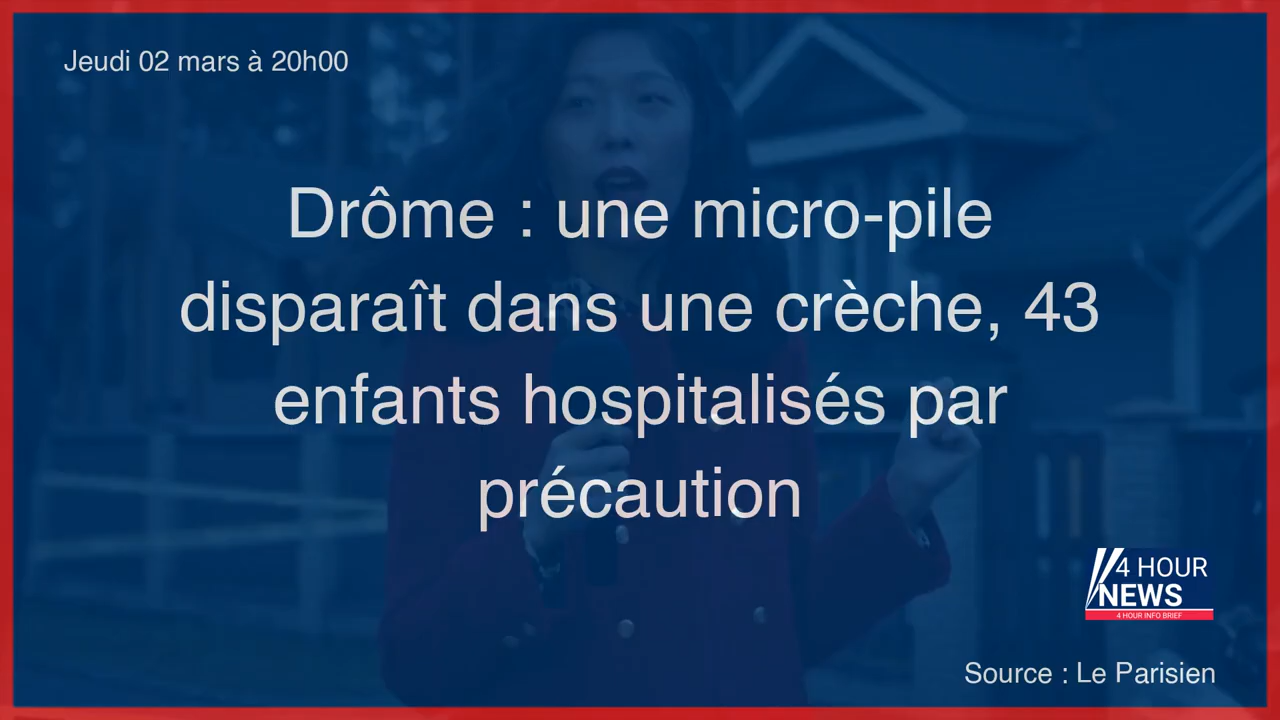 Jeudi 02 mars à 20h00
Drôme : une micro-pile
disparaît dans une crèche, 43
enfants hospitalisés par
précaution
4 HOUR
NEWS
4 HOUR INFO BRIEF
Source : Le Parisien